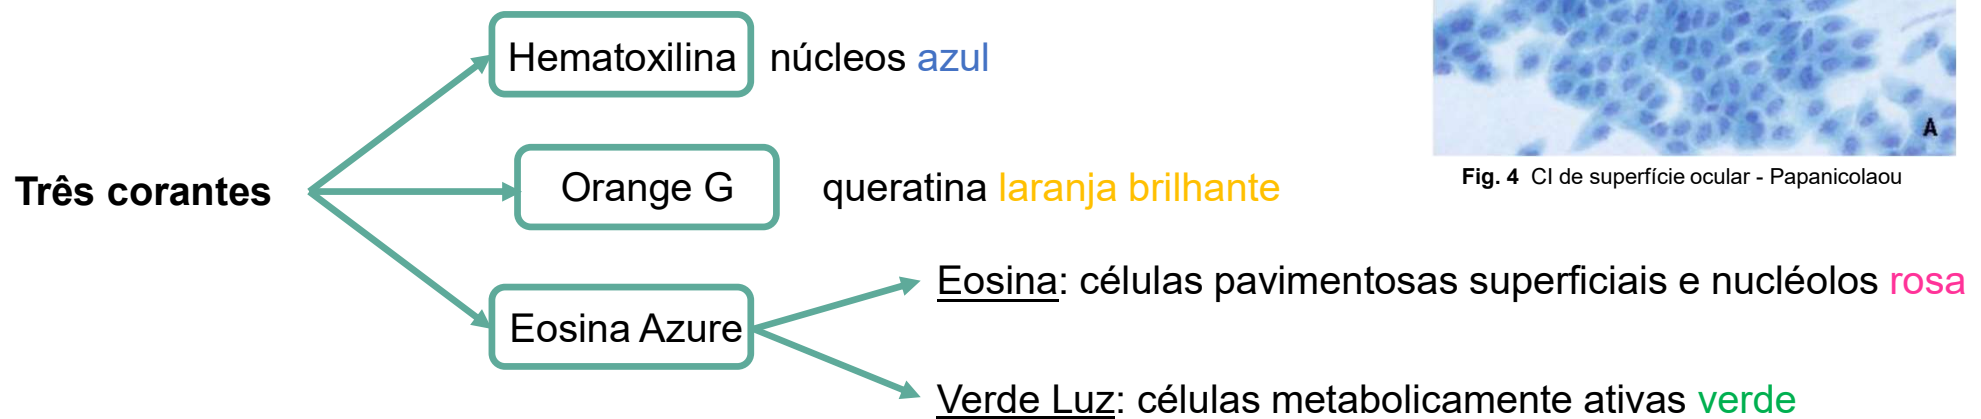 Hematoxilina núcleos azul
A
Três corantes
Orange G queratina laranja brilhante
Fig. 4 CI de superfície ocular - Papanicolaou
Eosina Azure
Eosina: células pavimentosas superficiais e nucléolos rosa
Verde Luz: células metabolicamente ativas verde